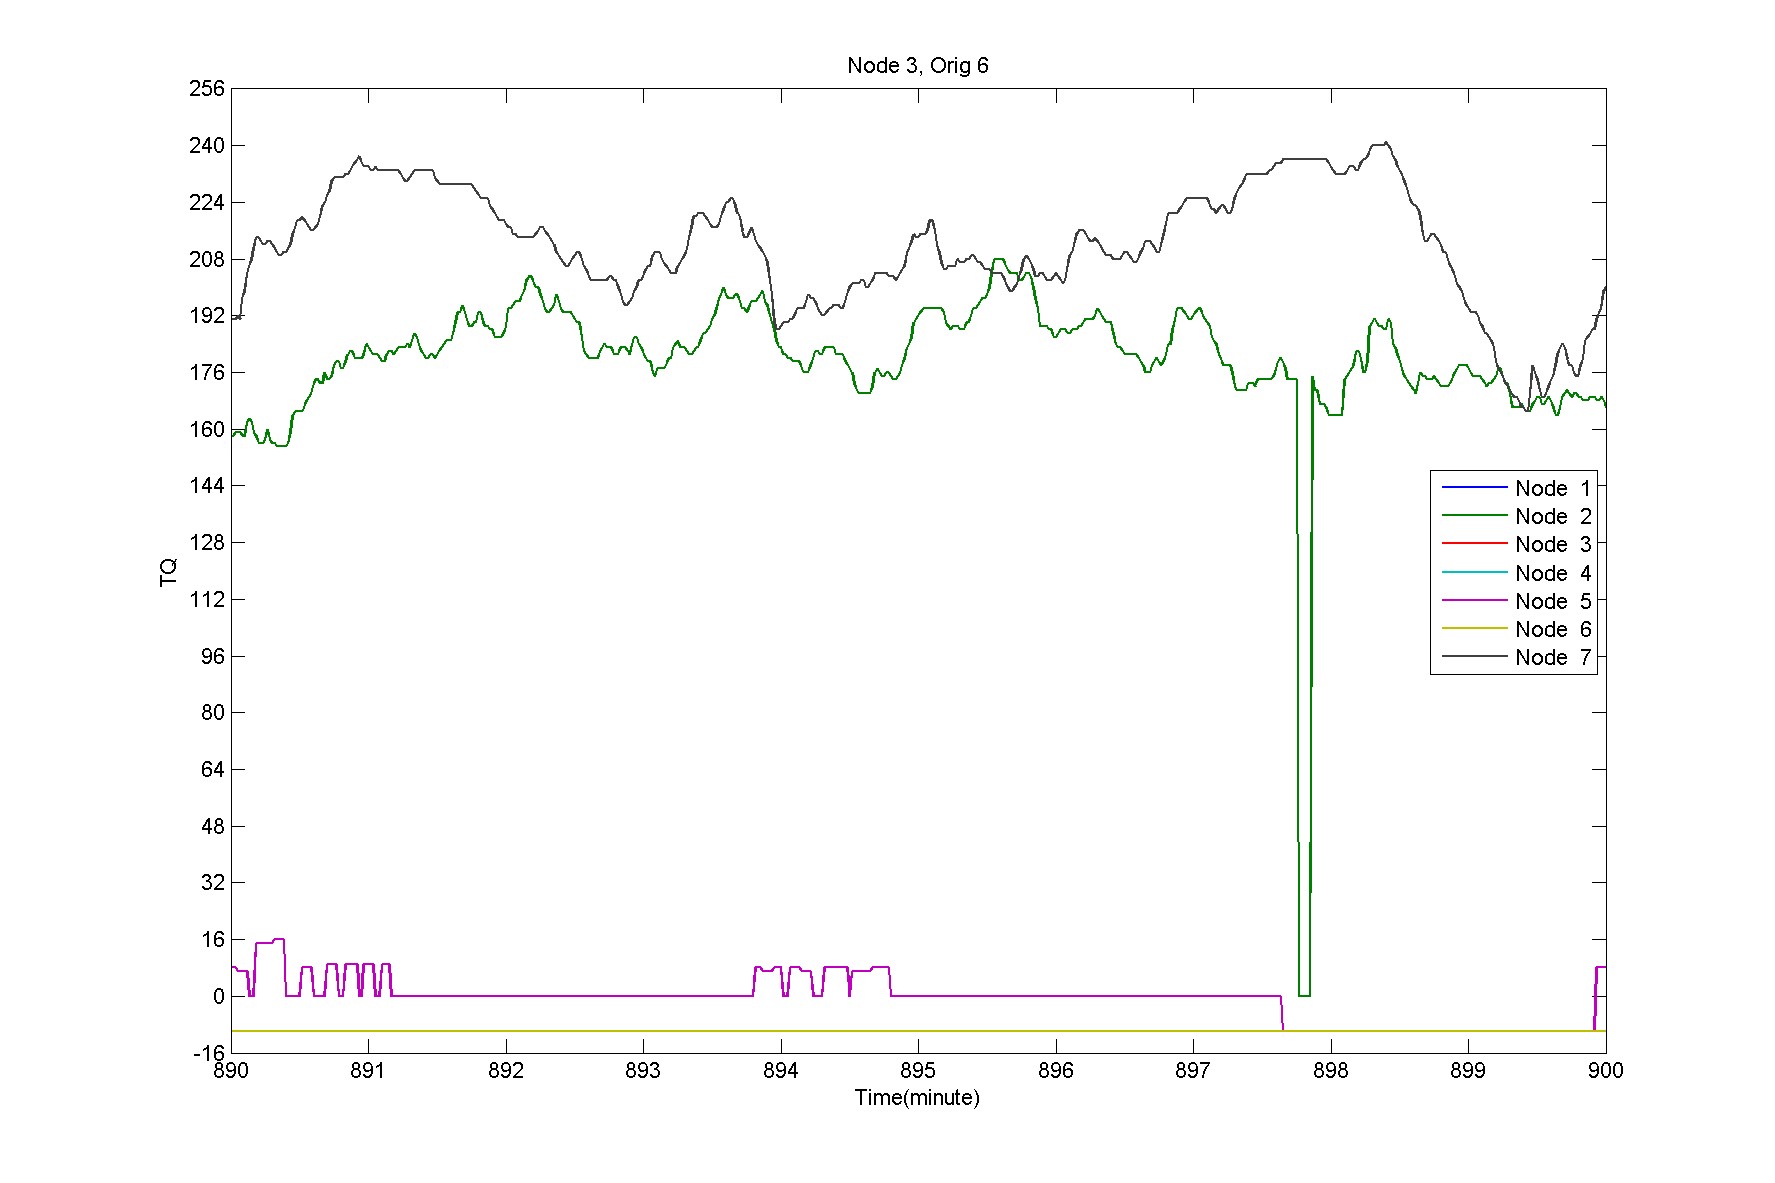 Node 3, Orig 6
256
240
224
208
192
176
160
144
128
112
96
80
64
48
32
16
0
-16
TQ
Node 1
Node 2
Node 3
Node 4
Node 5
Node 6
Node 7
890 891 892 893 894 895 896 897 898 899 900
Time(minute)